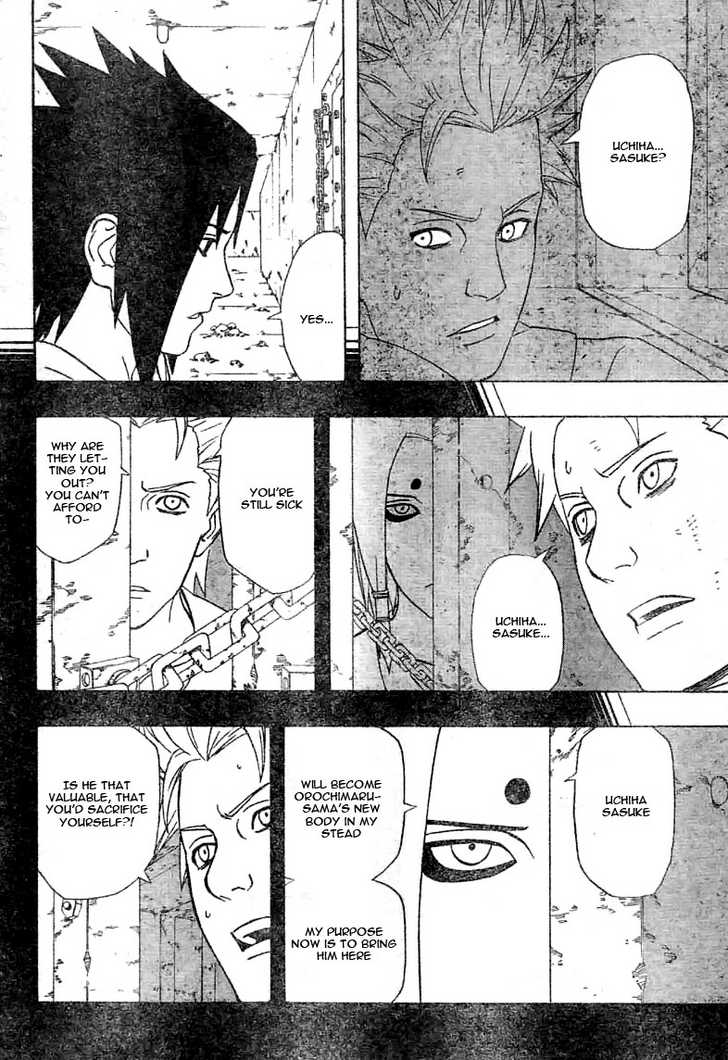 UCHIHA...
SASUKE?
YES...
UCHIHA...
SASUKE...
YOU'RE
STILL SICK
WHY ARE
THEY LET-
TING YOU
OUT?
YOU CAN'T
AFFORD
TO-
UCHIHA
SASUKE
WILL BECOME
OROCHIMARU-
SAMA'S NEW
BODY IN MY
STEAD
MY PURPOSE
NOW IS TO BRING
HIM HERE
IS HE THAT
VALUABLE, THAT
YOU'D SACRIFICE
YOURSELF?!